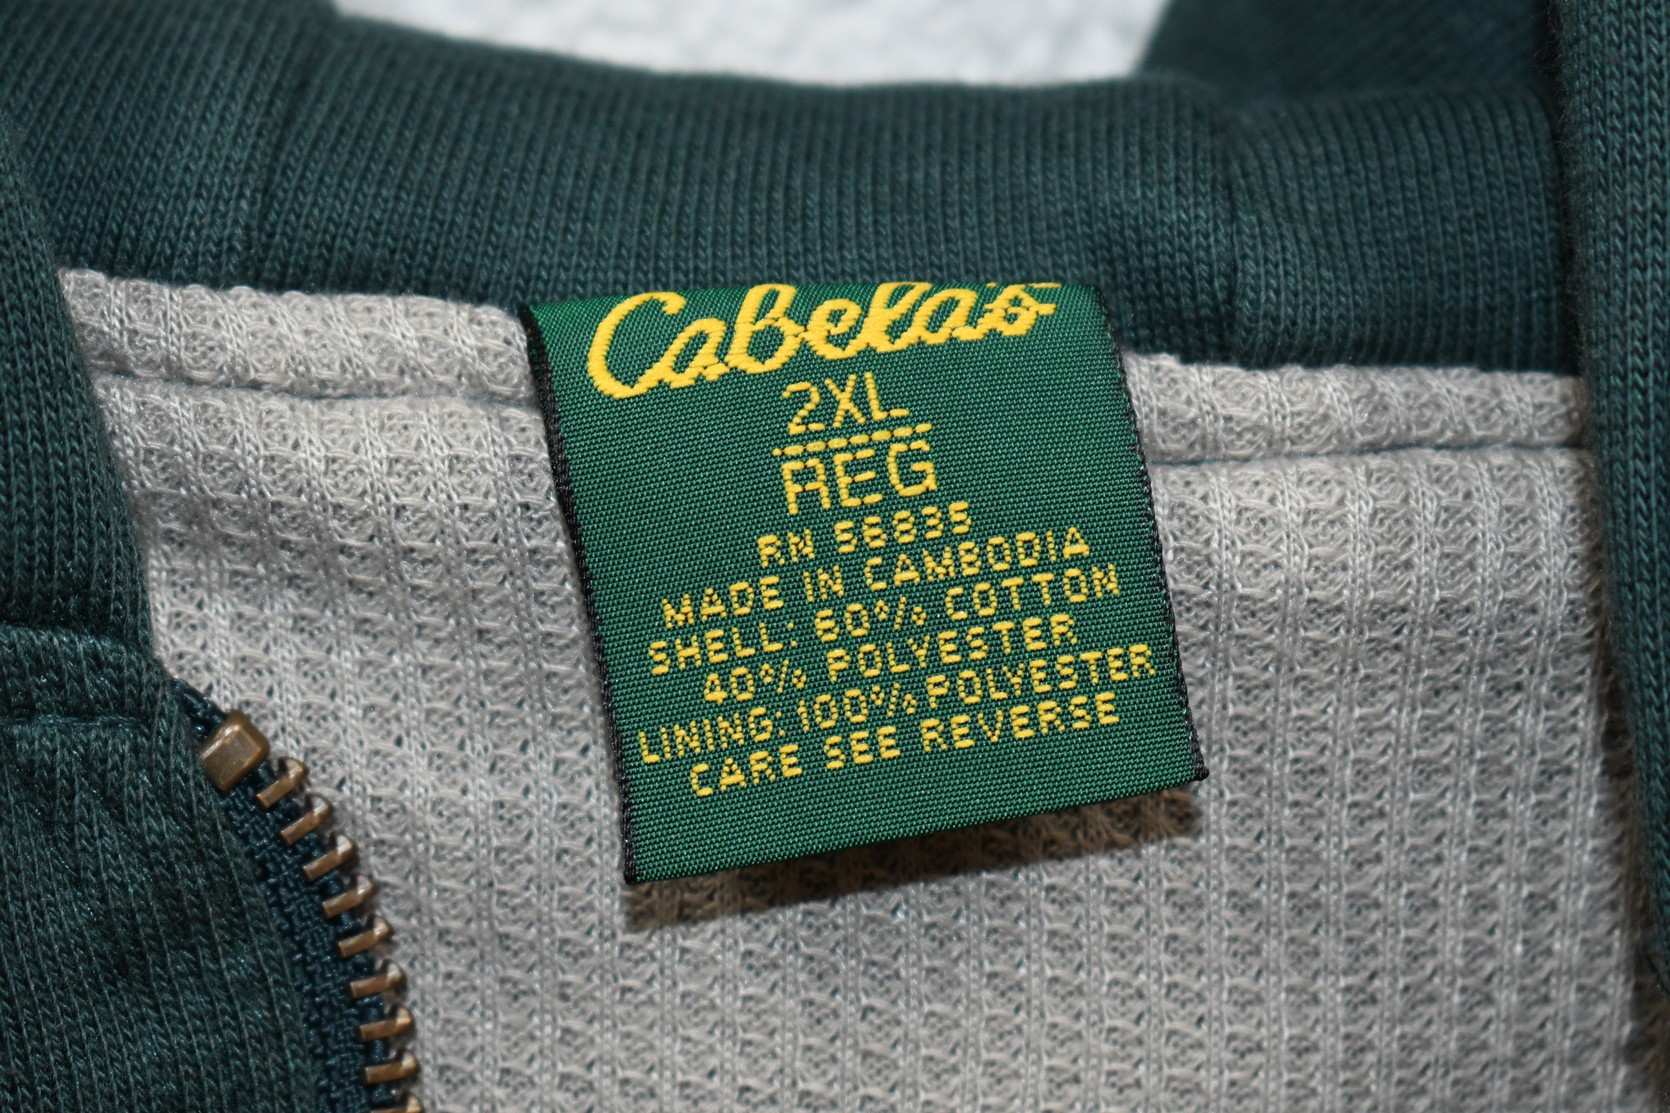 Cabela's
2XL
REG
RN 56835
MADE IN CAMBODIA
SHELL: 60% COTTON
40% POLYESTER
LINING: 100% POLYESTER
CARE SEE REVERSE